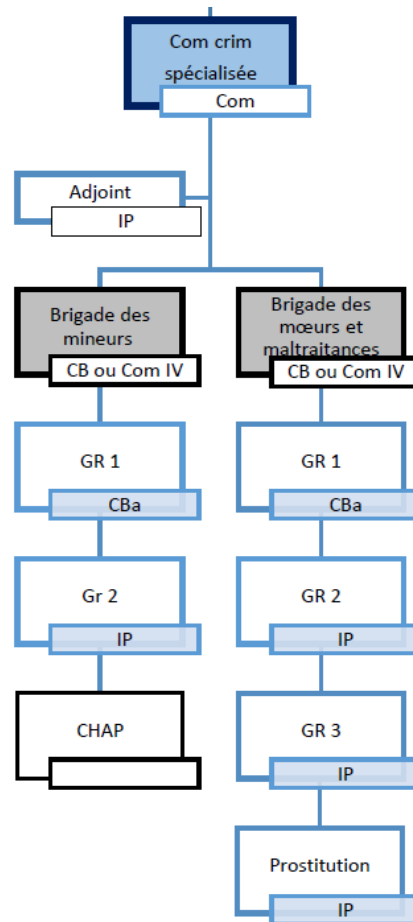 Com crim
spécialisée
Com
Adjoint
IP
Brigade des
mineurs
CB ou Com IV
GR 1
CBa
Gr 2
IP
CHAP
Brigade des
mœurs et
maltraitances
CB ou Com IV
GR 1
CBa
GR 2
IP
GR 3
IP
Prostitution
IP